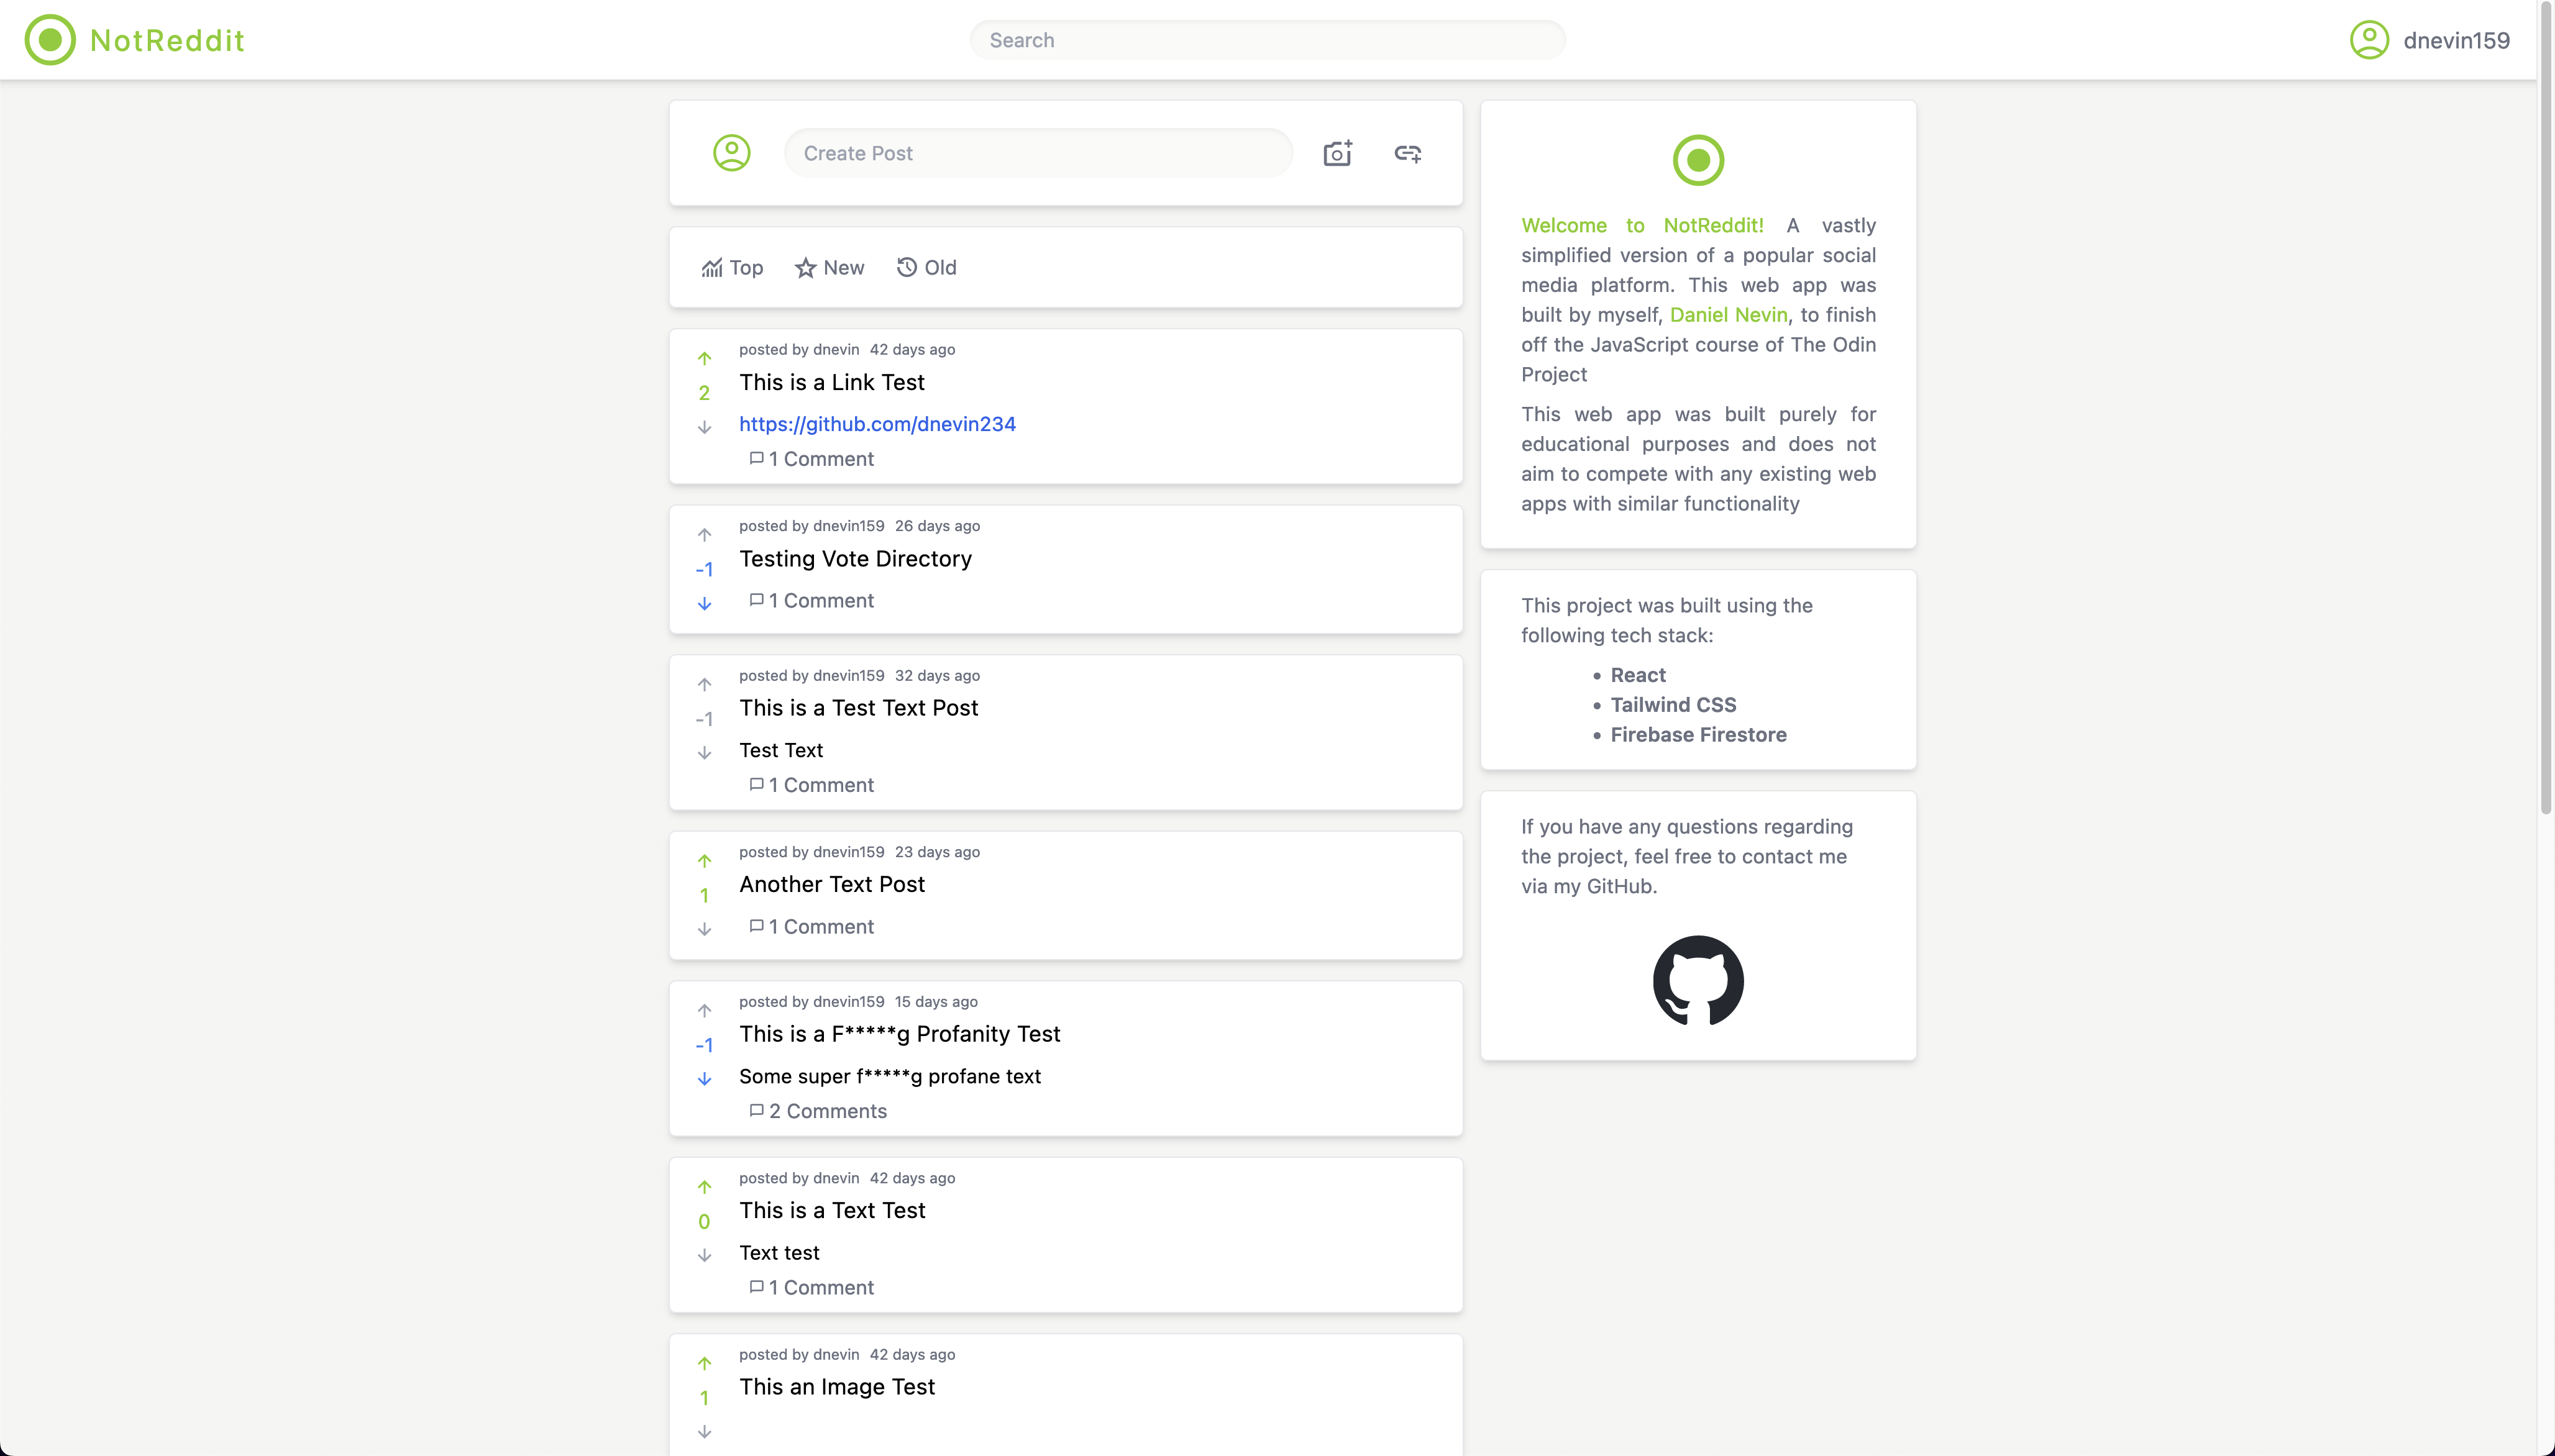 NotReddit
Search
dnevin159
Create Post
Top New Old
posted by dnevin 42 days ago
2
This is a Link Test
https://github.com/dnevin234
1 Comment
posted by dnevin159 26 days ago
-1
Testing Vote Directory
1 Comment
posted by dnevin159 32 days ago
-1
This is a Test Text Post
Test Text
1 Comment
posted by dnevin159 23 days ago
1
Another Text Post
1 Comment
posted by dnevin159 15 days ago
-1
This is a F*****g Profanity Test
Some super f*****g profane text
2 Comments
posted by dnevin 42 days ago
0
This is a Text Test
Text test
1 Comment
posted by dnevin 42 days ago
1
This an Image Test
Welcome to NotReddit! A vastly
simplified version of a popular social
media platform. This web app was
built by myself, Daniel Nevin, to finish
off the JavaScript course of The Odin
Project
This web app was built purely for
educational purposes and does not
aim to compete with any existing web
apps with similar functionality
This project was built using the
following tech stack:
• React
• Tailwind CSS
• Firebase Firestore
If you have any questions regarding
the project, feel free to contact me
via my GitHub.